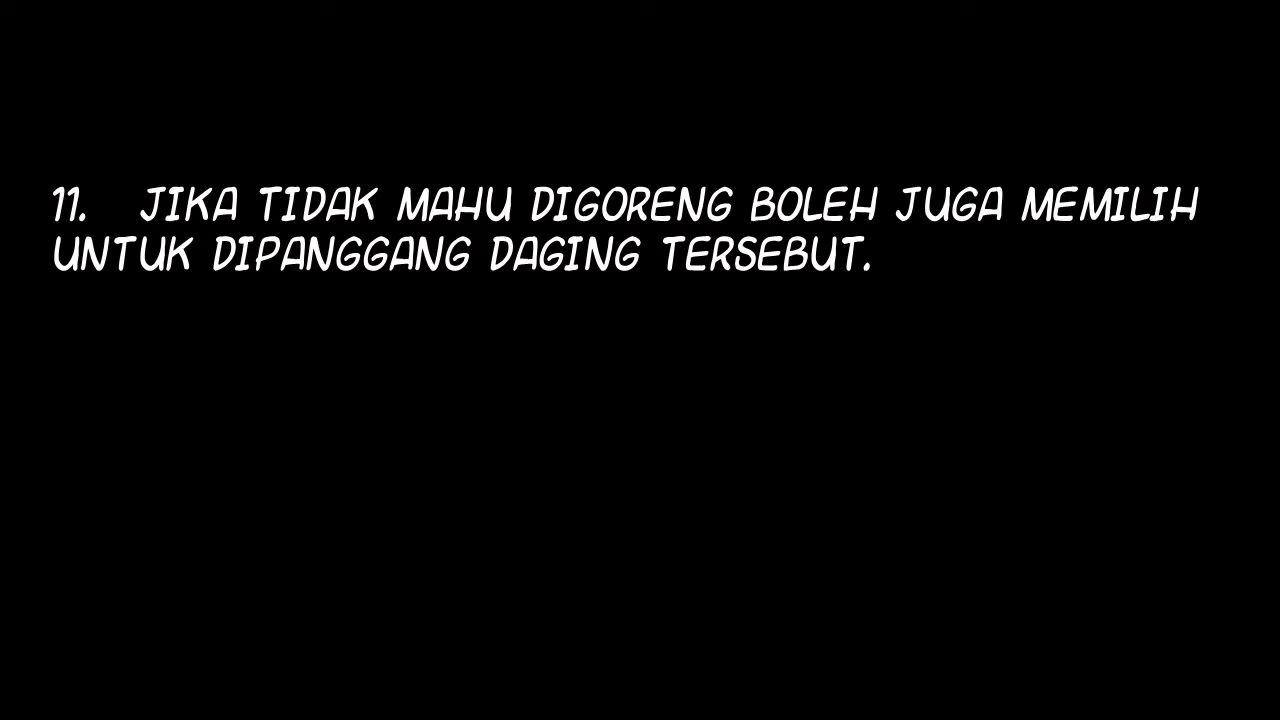 11. JIKA TIDAK MAHU DIGORENG BOLEH JUGA MEMILIH
UNTUK DIPANGGANG DAGING TERSEBUT.